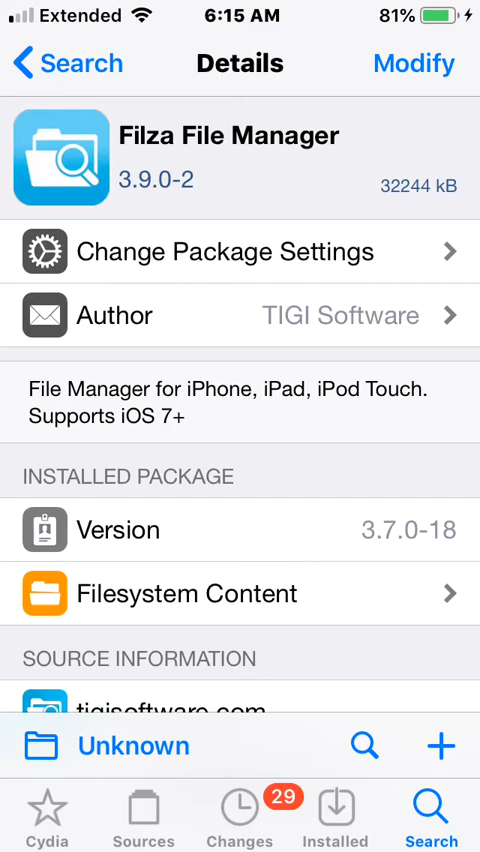 Extended 6:15 AM 81%
Search Details Modify
Filza File Manager
3.9.0-2 32244 kB
Change Package Settings
Author TIGI Software
File Manager for iPhone, iPad, iPod Touch.
Supports iOS 7+
INSTALLED PACKAGE
Version 3.7.0-18
Filesystem Content
SOURCE INFORMATION
tigisoftware.com
Unknown
29
Cydia Sources Changes Installed Search